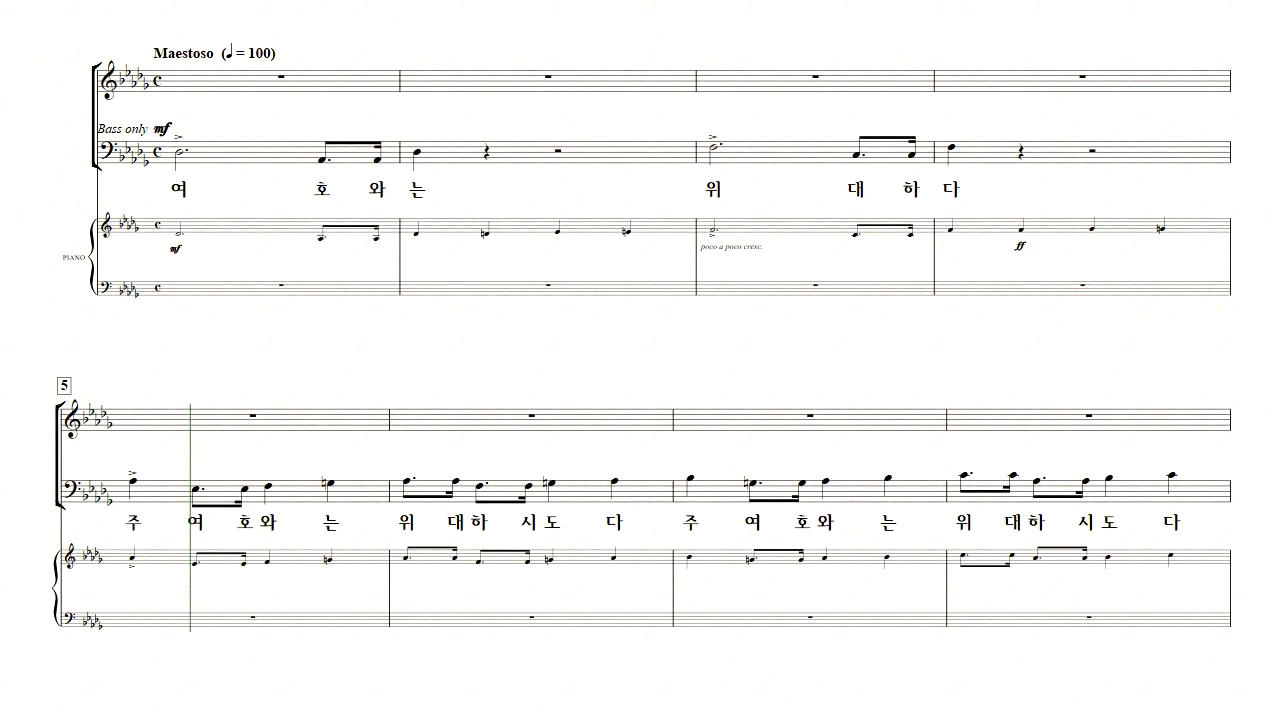 Maestoso (♩= 100)
Bass only mf
여 호 와 는 위 대 하 다
mf poco a poco cresc. ff
PIANO
5
주 여 호 와 는 위 대 하 시 도 다 주 여 호 와 는 위 대 하 시 도 다